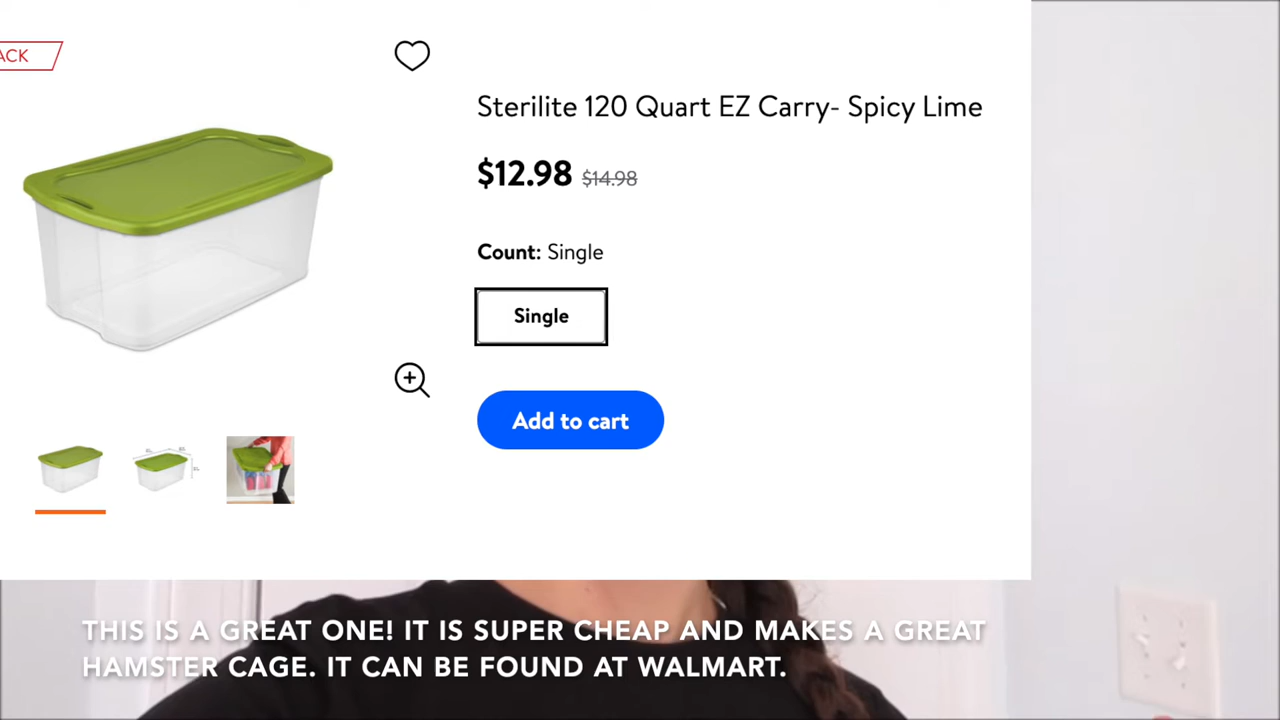 ACK
Sterilite 120 Quart EZ Carry- Spicy Lime
$12.98 $14.98
Count: Single
Single
Add to cart
THIS IS A GREAT ONE! IT IS SUPER CHEAP AND MAKES A GREAT
HAMSTER CAGE. IT CAN BE FOUND AT WALMART.